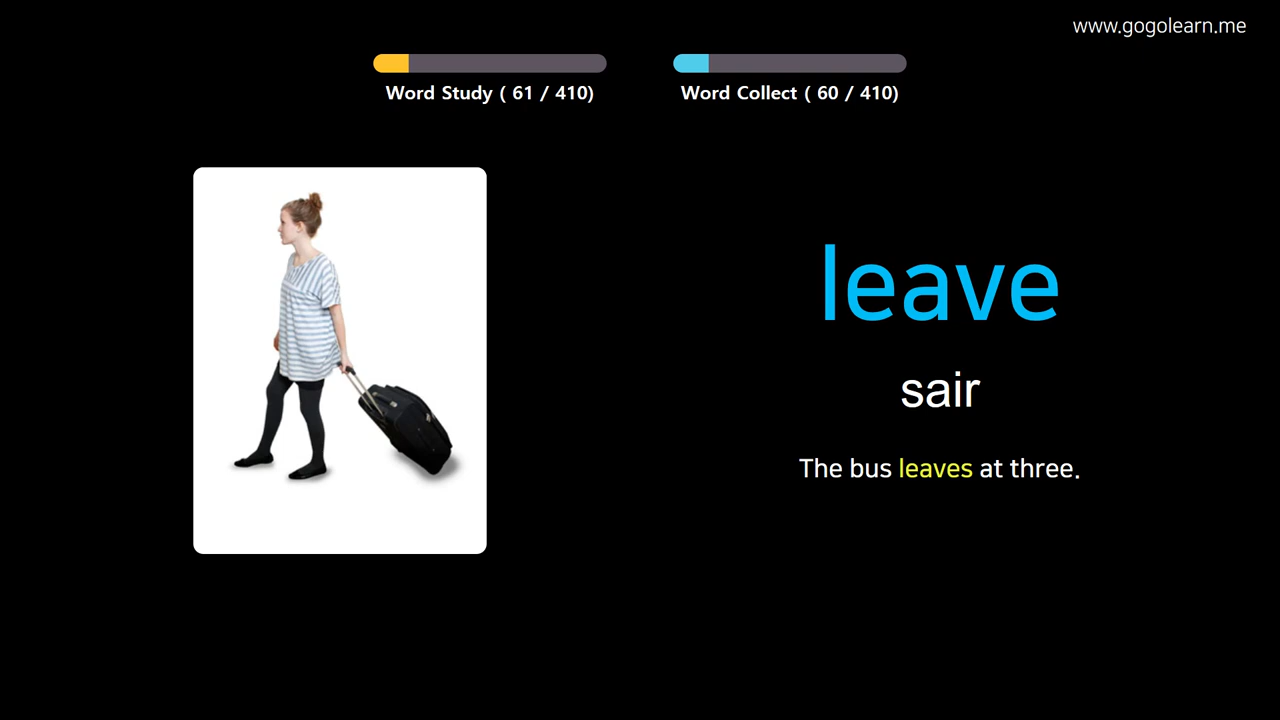 www.gogolearn.me
Word Study ( 61 / 410)
Word Collect ( 60 / 410)
leave
sair
The bus leaves at three.